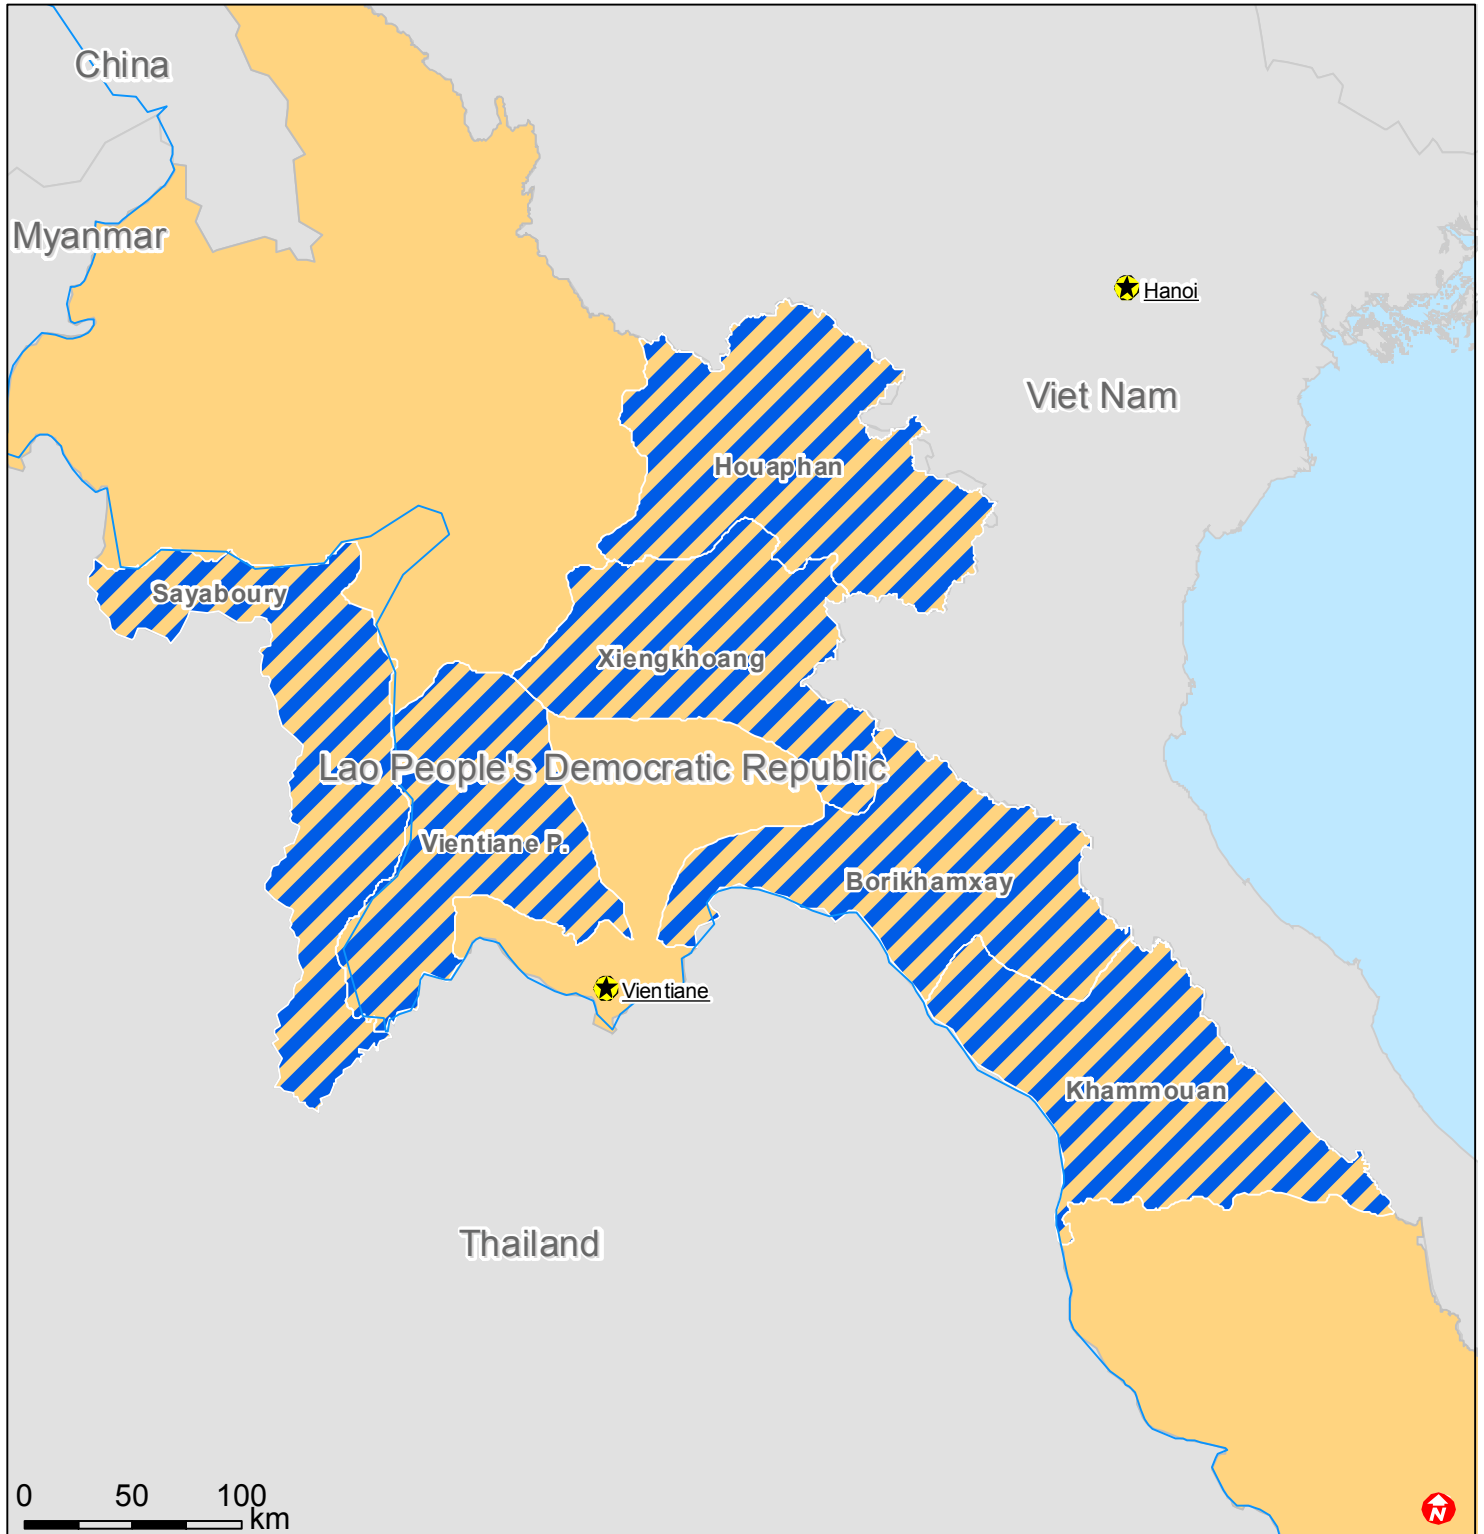 China
Myanmar
Hanoi
Viet Nam
Houaphan
Sayaboury
Xiengkhoang
Lao People's Democratic Republic
Vientiane P.
Borikhamxay
Vientiane
Khammouan
Thailand
0 50 100
km
N